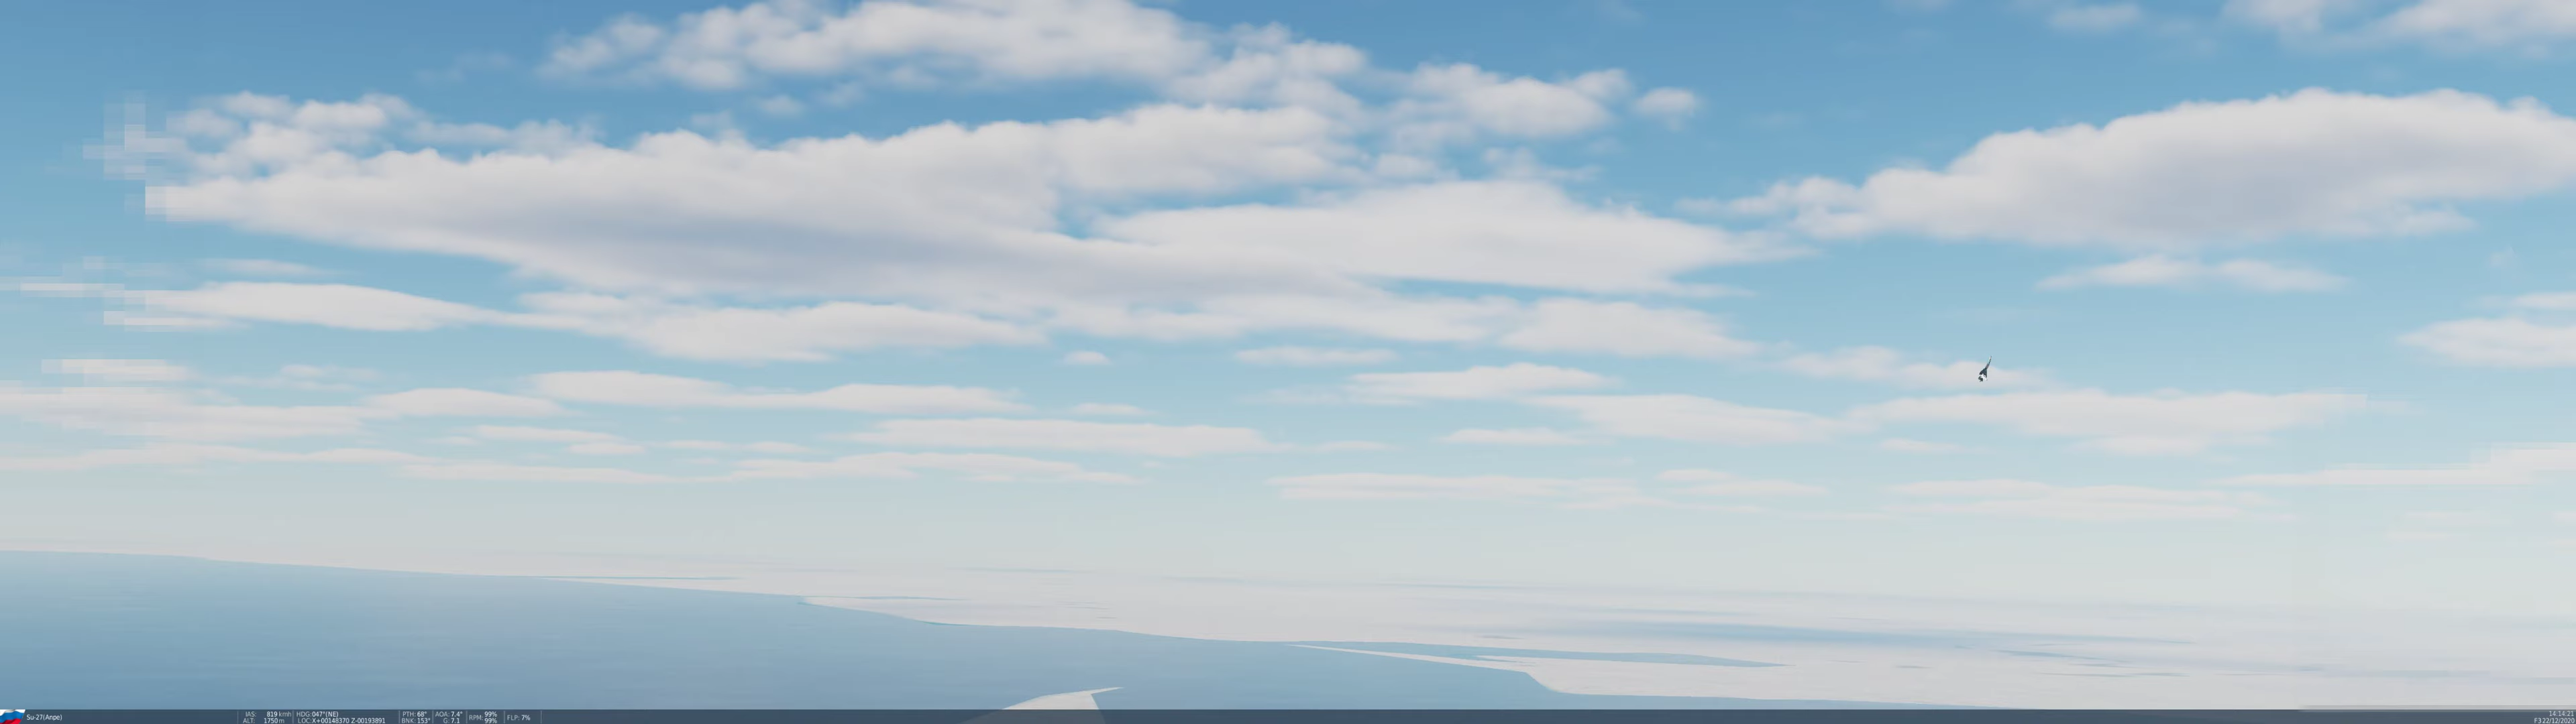 Su-27(Anpe)
IAS: 819 kmh HDG: 047°(NE) PTH: 68° AOA: 7.4° RPM: 99% FLP: 7%
ALT: 1750 m LOC: X+00148370 Z-00193891 BNK: 153° G: 7.1 99%
14:14:21